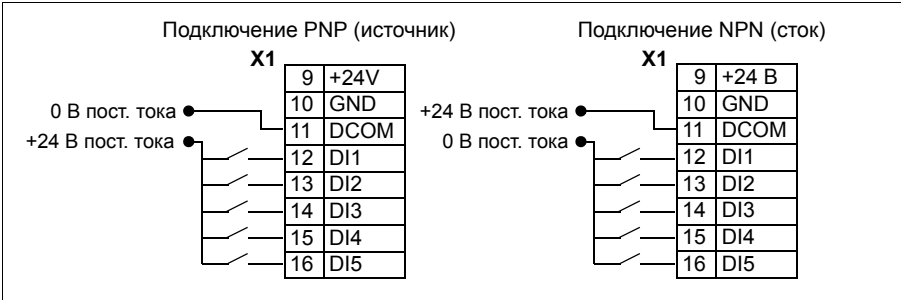 Подключение PNP (источник)
X1
9 +24V
10 GND
11 DCOM
12 DI1
13 DI2
14 DI3
15 DI4
16 DI5
0 В пост. тока
+24 В пост. тока
Подключение NPN (сток)
X1
9 +24 В
10 GND
11 DCOM
12 DI1
13 DI2
14 DI3
15 DI4
16 DI5
+24 В пост. тока
0 В пост. тока